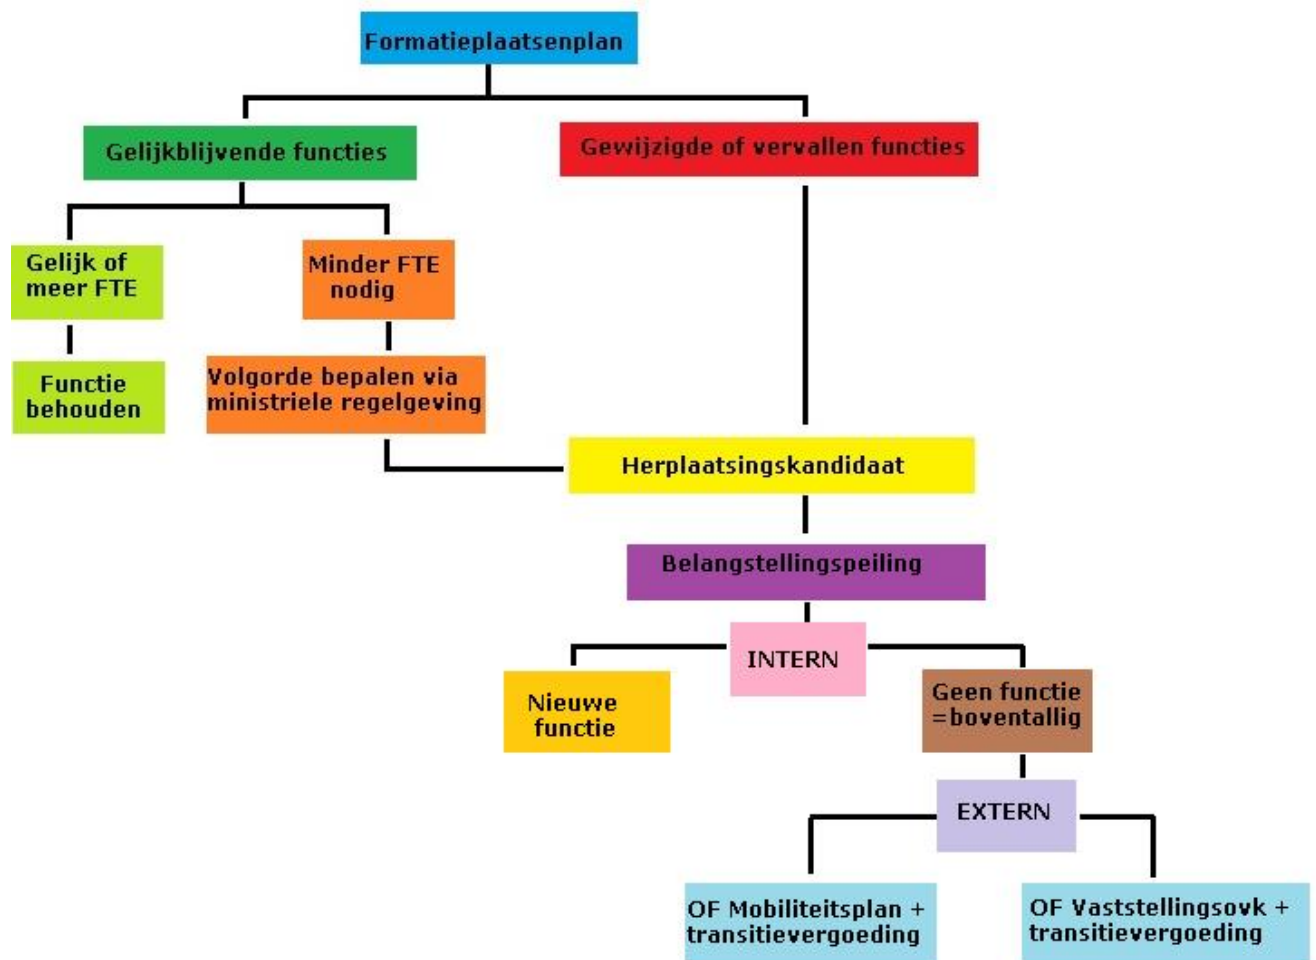 Formatieplaatsenplan
Gelijkblijvende functies
Gewijzigde of vervallen functies
Gelijk of
meer FTE
Minder FTE
nodig
Functie
behouden
Volgorde bepalen via
ministriele regelgeving
Herplaatsingskandidaat
Belangstellingspeiling
INTERN
Nieuwe
functie
Geen functie
=boventallig
EXTERN
OF Mobiliteitsplan +
transitievergoeding
OF Vaststellingsovk +
transitievergoeding